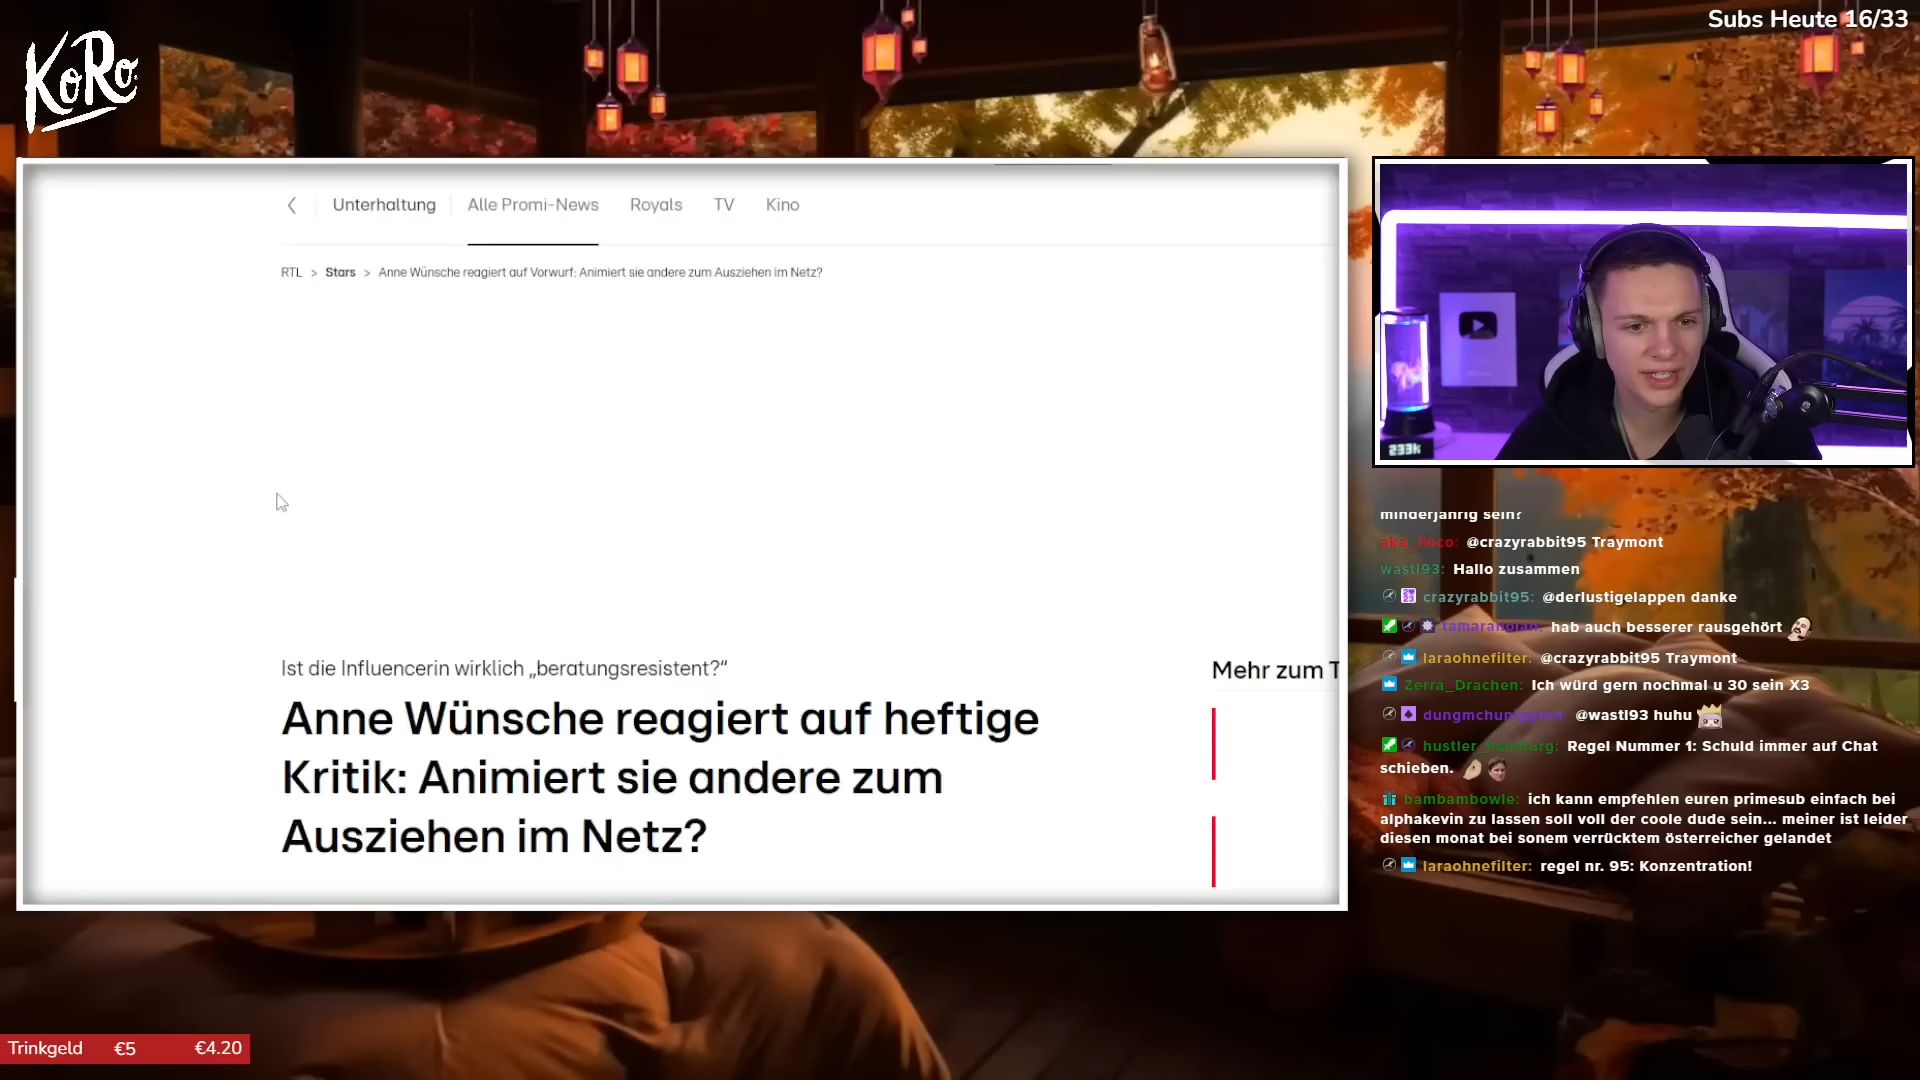 Subs Heute 16/33
KoRo
Unterhaltung
Alle Promi-News
Royals
TV
Kino
RTL > Stars > Anne Wünsche reagiert auf Vorwurf: Animiert sie andere zum Ausziehen im Netz?
Ist die Influencerin wirklich „beratungsresistent?“
Anne Wünsche reagiert auf heftige
Kritik: Animiert sie andere zum
Ausziehen im Netz?
Mehr zum T
233k
minderjährig sein?
@crazyrabbit95 Traymont
wastl93: Hallo zusammen
crazyrabbit95: @derlustigelappen danke
hab auch besserer rausgehört
laraohnefilter: @crazyrabbit95 Traymont
Zerra_Drachen: Ich würd gern nochmal u 30 sein X3
@wastl93 huhu
hustler_hamburg: Regel Nummer 1: Schuld immer auf Chat
schieben.
bambambowle: ich kann empfehlen euren primesub einfach bei
alphakevin zu lassen soll voll der coole dude sein... meiner ist leider
diesen monat bei sonem verrücktem österreicher gelandet
laraohnefilter: regel nr. 95: Konzentration!
Trinkgeld €5 €4.20